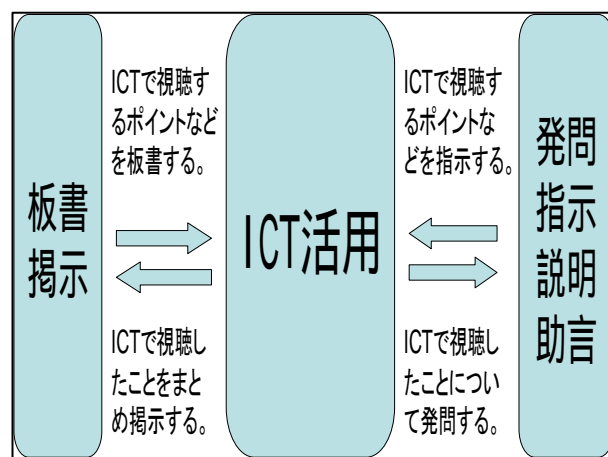 板書
掲示
ICTで視聴す
るポイントなど
を板書する。
ICTで視聴し
たことをまと
め掲示する。
ICT活用
ICTで視聴す
るポイントな
どを指示する。
ICTで視聴し
たことについ
て発問する。
発問
指示
説明
助言